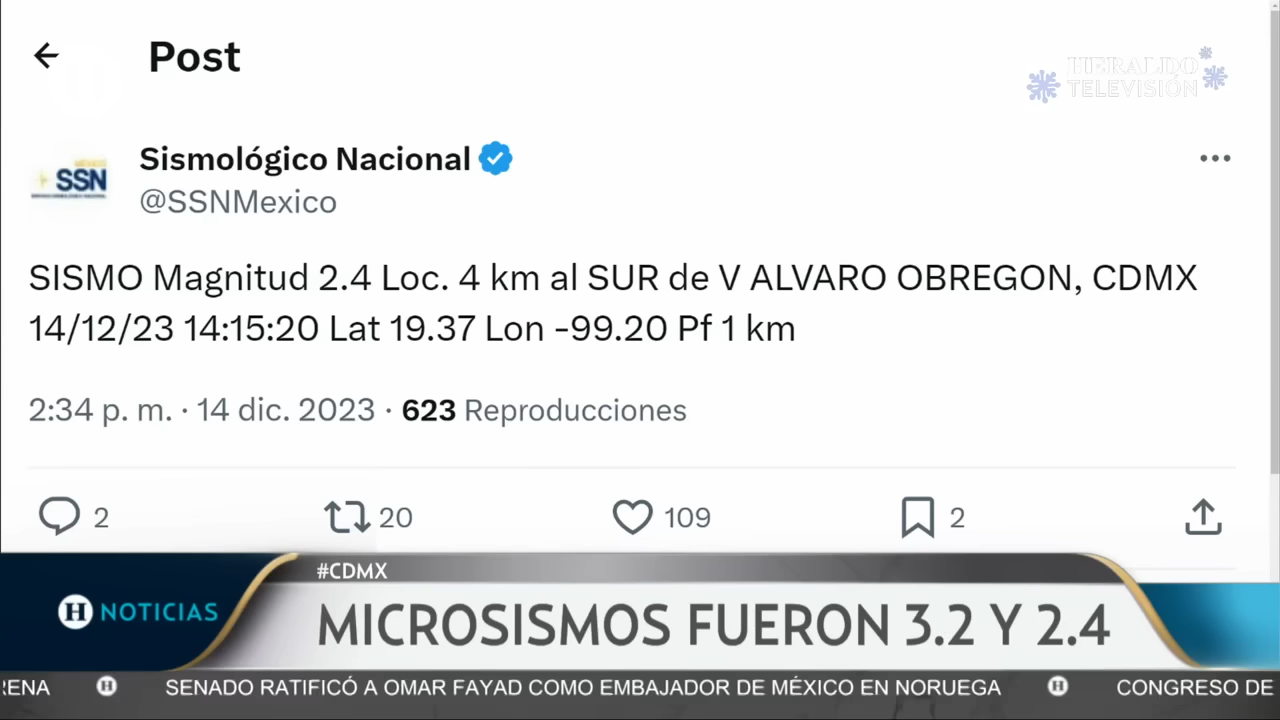 Post
HERALDO
TELEVISIÓN
SSN
Sismológico Nacional
@SSNMexico
SISMO Magnitud 2.4 Loc. 4 km al SUR de V ALVARO OBREGON, CDMX
14/12/23 14:15:20 Lat 19.37 Lon -99.20 Pf 1 km
2:34 p. m. · 14 dic. 2023 · 623 Reproducciones
2 20 109 2
#CDMX
H NOTICIAS
MICROSISMOS FUERON 3.2 Y 2.4
RENA H SENADO RATIFICÓ A OMAR FAYAD COMO EMBAJADOR DE MÉXICO EN NORUEGA H CONGRESO DE